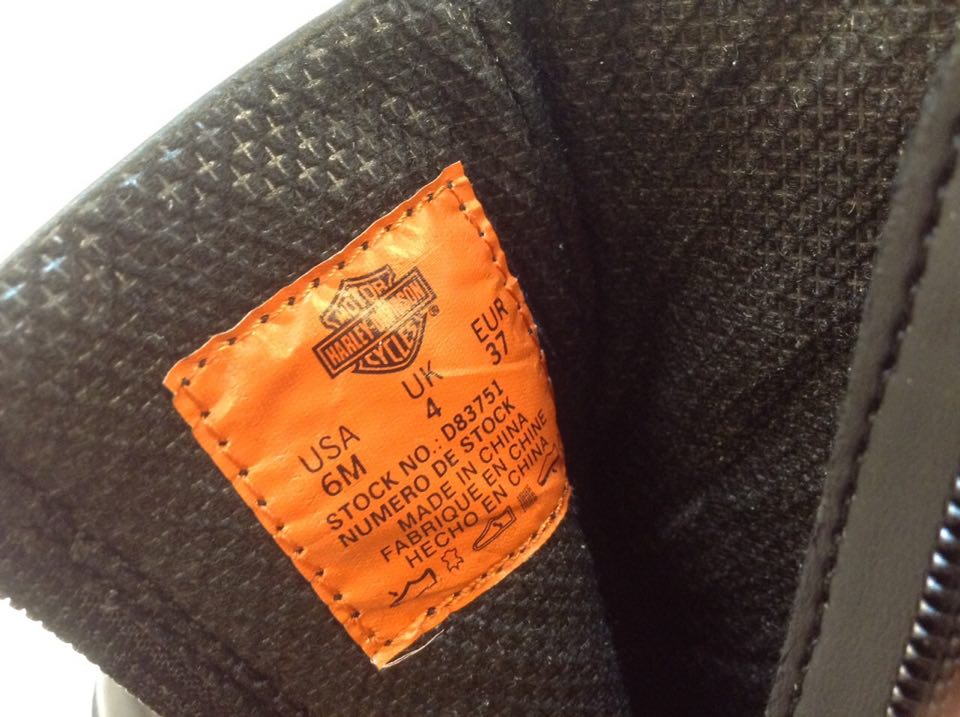 MOTOR
HARLEY-DAVIDSON
CYCLES
®
USA UK EUR
6M 4 37
STOCK NO.: D83751
NUMERO DE STOCK
MADE IN CHINA
FABRIQUE EN CHINE
HECHO EN CHINA